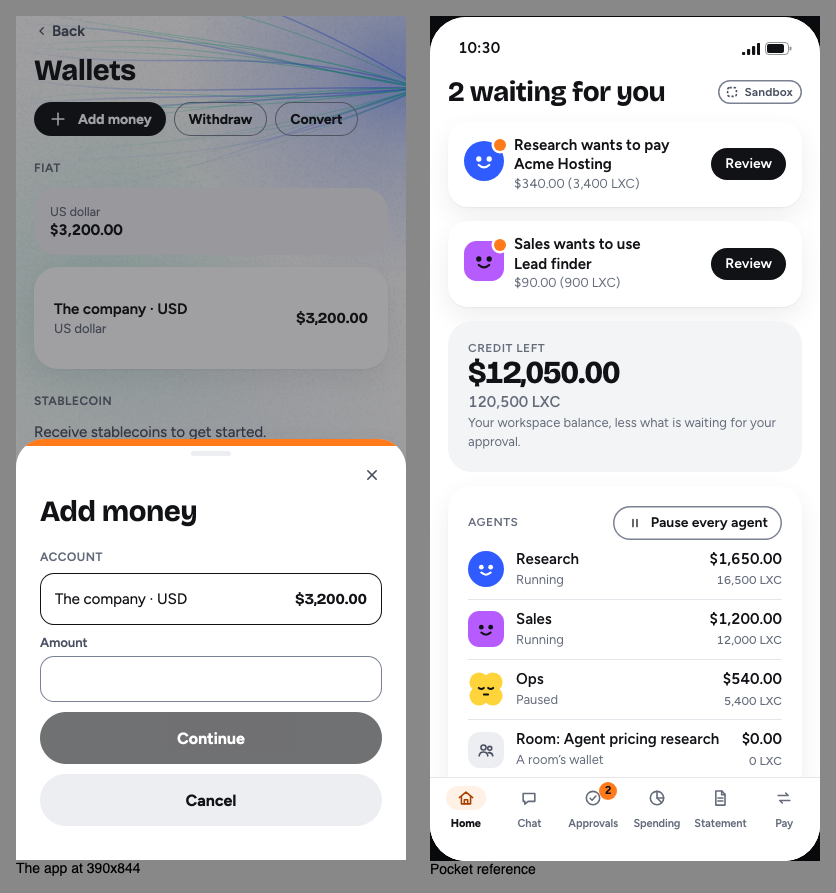 Back
Wallets
Add money
Withdraw
Convert
FIAT
US dollar
$3,200.00
The company · USD
US dollar
$3,200.00
STABLECOIN
Receive stablecoins to get started.
Add money
ACCOUNT
The company · USD
$3,200.00
Amount
Continue
Cancel
The app at 390x844
10:30
2 waiting for you
Sandbox
Research wants to pay
Acme Hosting
$340.00 (3,400 LXC)
Review
Sales wants to use
Lead finder
$90.00 (900 LXC)
Review
CREDIT LEFT
$12,050.00
120,500 LXC
Your workspace balance, less what is waiting for your
approval.
AGENTS
Pause every agent
Research
$1,650.00
Running
16,500 LXC
Sales
$1,200.00
Running
12,000 LXC
Ops
$540.00
Paused
5,400 LXC
Room: Agent pricing research
$0.00
A room's wallet
0 LXC
2
Home
Chat
Approvals
Spending
Statement
Pay
Pocket reference